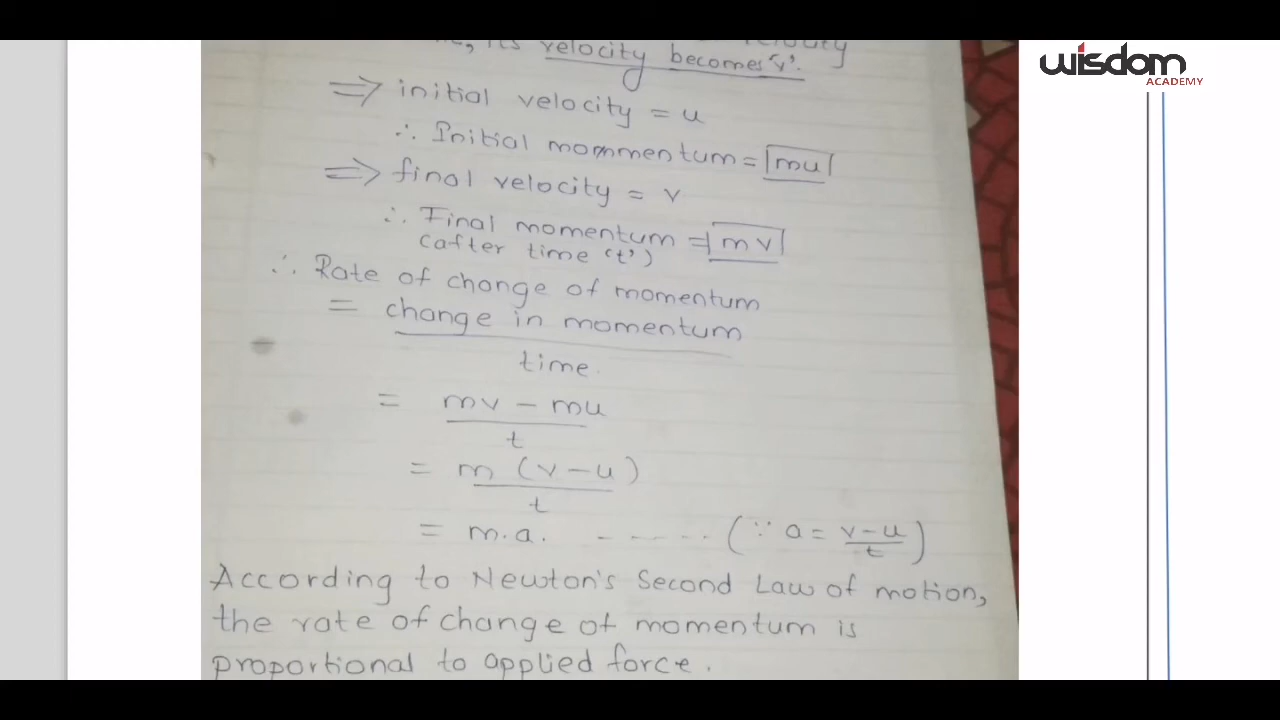 wisdom
ACADEMY
its velocity becomes 'v'.
⇒ initial velocity = u
∴ Initial mommentum = mu
⇒ final velocity = v
∴ Final momentum = mv
(after time 't')
∴ Rate of change of momentum
= change in momentum
time.
= mv - mu
t
= m (v - u)
t
= m.a. ------- (∵ a = v-u
t)
According to Newton's Second Law of motion,
the rate of change of momentum is
proportional to applied force.